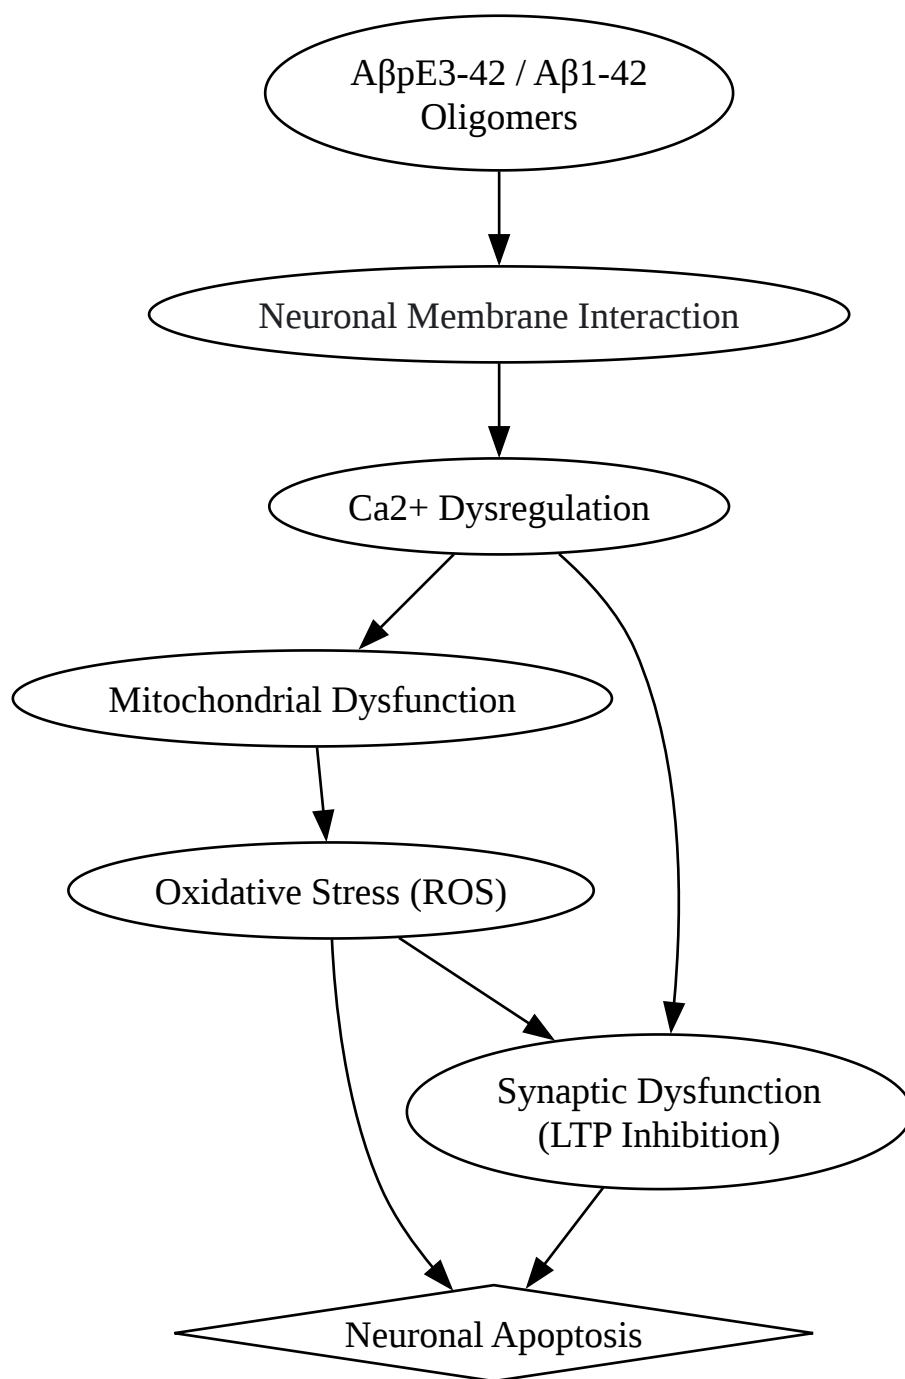 AβpE3-42 / Aβ1-42
Oligomers
Neuronal Membrane Interaction
Ca2+ Dysregulation
Mitochondrial Dysfunction
Oxidative Stress (ROS)
Synaptic Dysfunction
(LTP Inhibition)
Neuronal Apoptosis